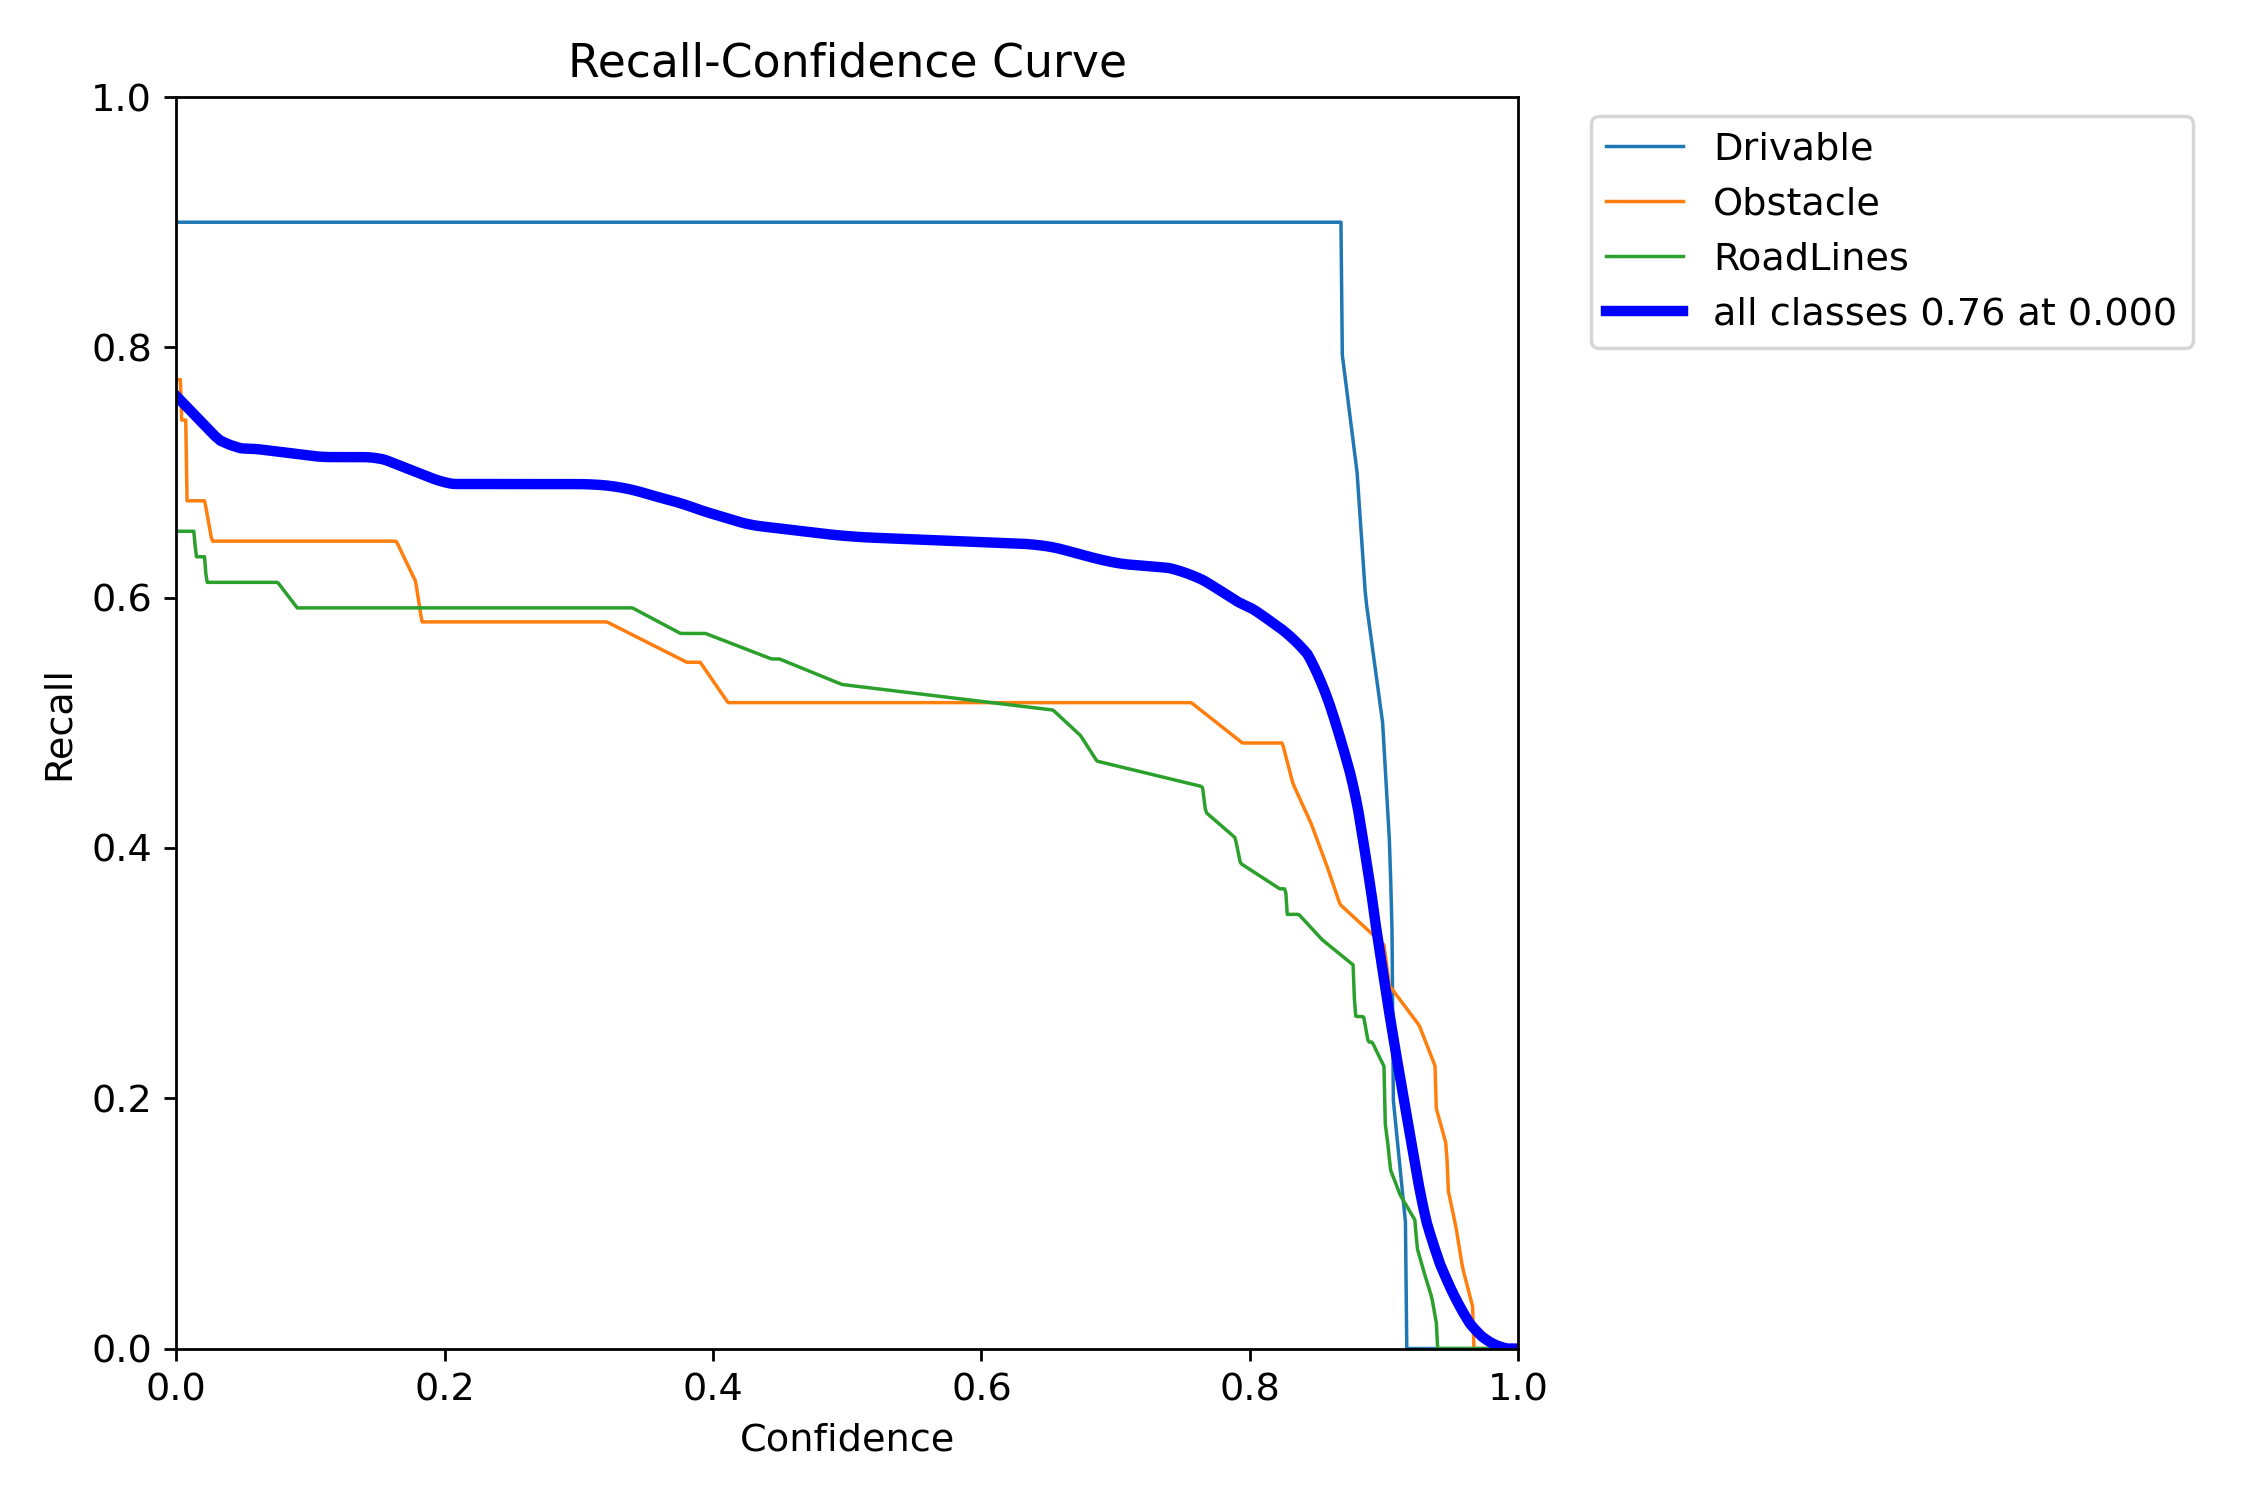 Recall-Confidence Curve
1.0
0.8
0.6
0.4
0.2
0.0
Recall
0.0 0.2 0.4 0.6 0.8 1.0
Confidence
Drivable
Obstacle
RoadLines
all classes 0.76 at 0.000